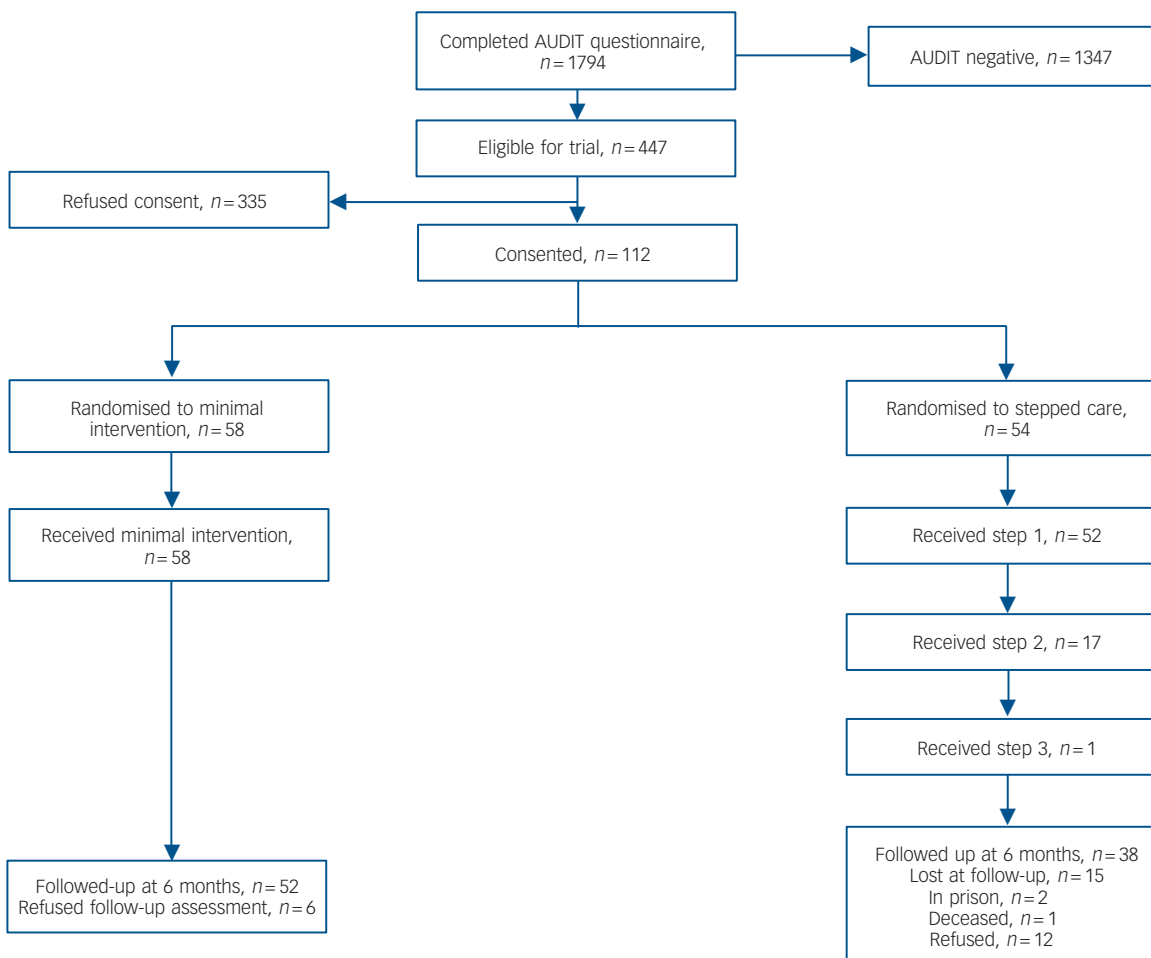 Completed AUDIT questionnaire,
n=1794
AUDIT negative, n=1347
Eligible for trial, n=447
Refused consent, n=335
Consented, n=112
Randomised to minimal
intervention, n=58
Randomised to stepped care,
n=54
Received minimal intervention,
n=58
Received step 1, n=52
Received step 2, n=17
Received step 3, n=1
Followed-up at 6 months, n=52
Refused follow-up assessment, n=6
Followed up at 6 months, n=38
Lost at follow-up, n=15
In prison, n=2
Deceased, n=1
Refused, n=12